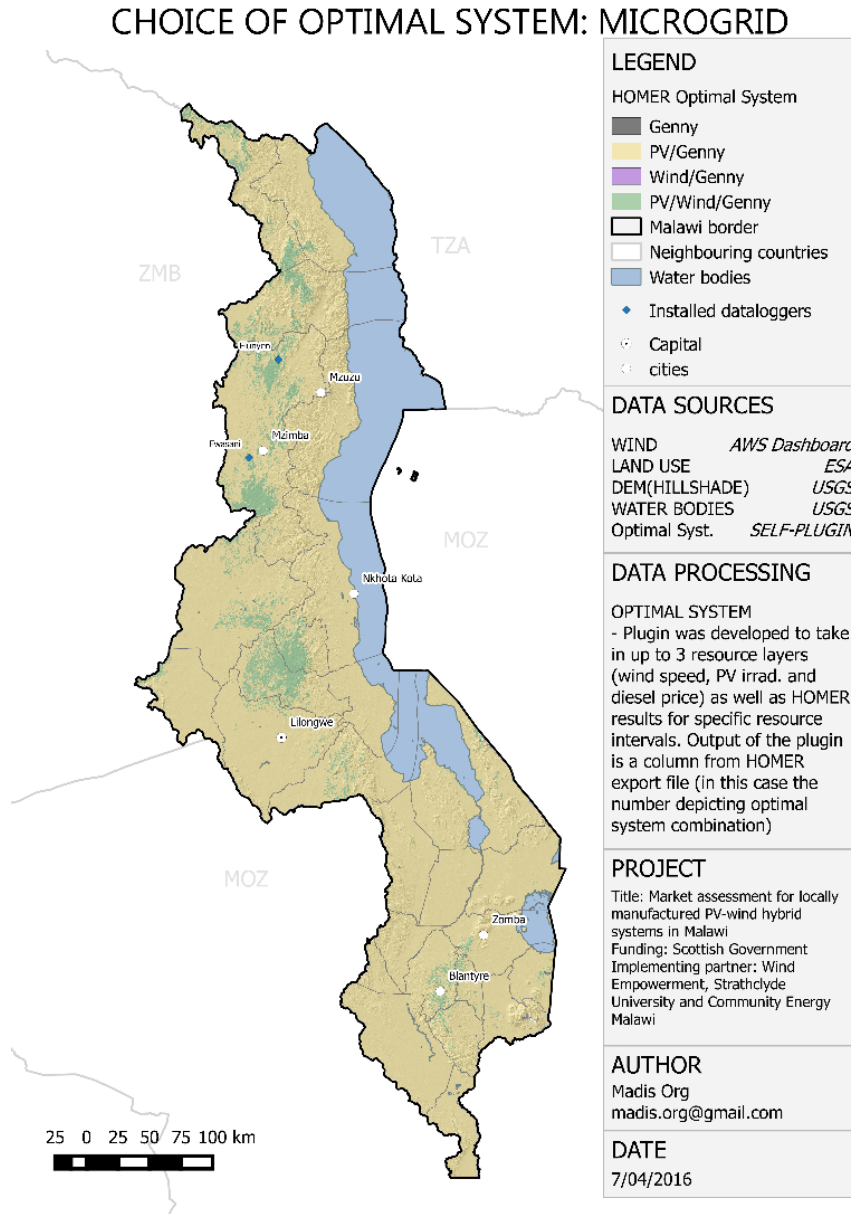 CHOICE OF OPTIMAL SYSTEM: MICROGRID
LEGEND
HOMER Optimal System
Genny
PV/Genny
Wind/Genny
PV/Wind/Genny
Malawi border
Neighbouring countries
Water bodies
Installed dataloggers
Capital
cities
DATA SOURCES
WIND AWS Dashboard
LAND USE ESA
DEM(HILLSHADE) USGS
WATER BODIES USGS
Optimal Syst. SELF-PLUGIN
DATA PROCESSING
OPTIMAL SYSTEM
- Plugin was developed to take
in up to 3 resource layers
(wind speed, PV irrad. and
diesel price) as well as HOMER
results for specific resource
intervals. Output of the plugin
is a column from HOMER
export file (in this case the
number depicting optimal
system combination)
PROJECT
Title: Market assessment for locally
manufactured PV-wind hybrid
systems in Malawi
Funding: Scottish Government
Implementing partner: Wind
Empowerment, Strathclyde
University and Community Energy
Malawi
AUTHOR
Madis Org
madis.org@gmail.com
DATE
7/04/2016
ZMB
TZA
Mzuzu
Mzimba
MOZ
Nkhota Kota
Lilongwe
MOZ
Zomba
Blantyre
25 0 25 50 75 100 km